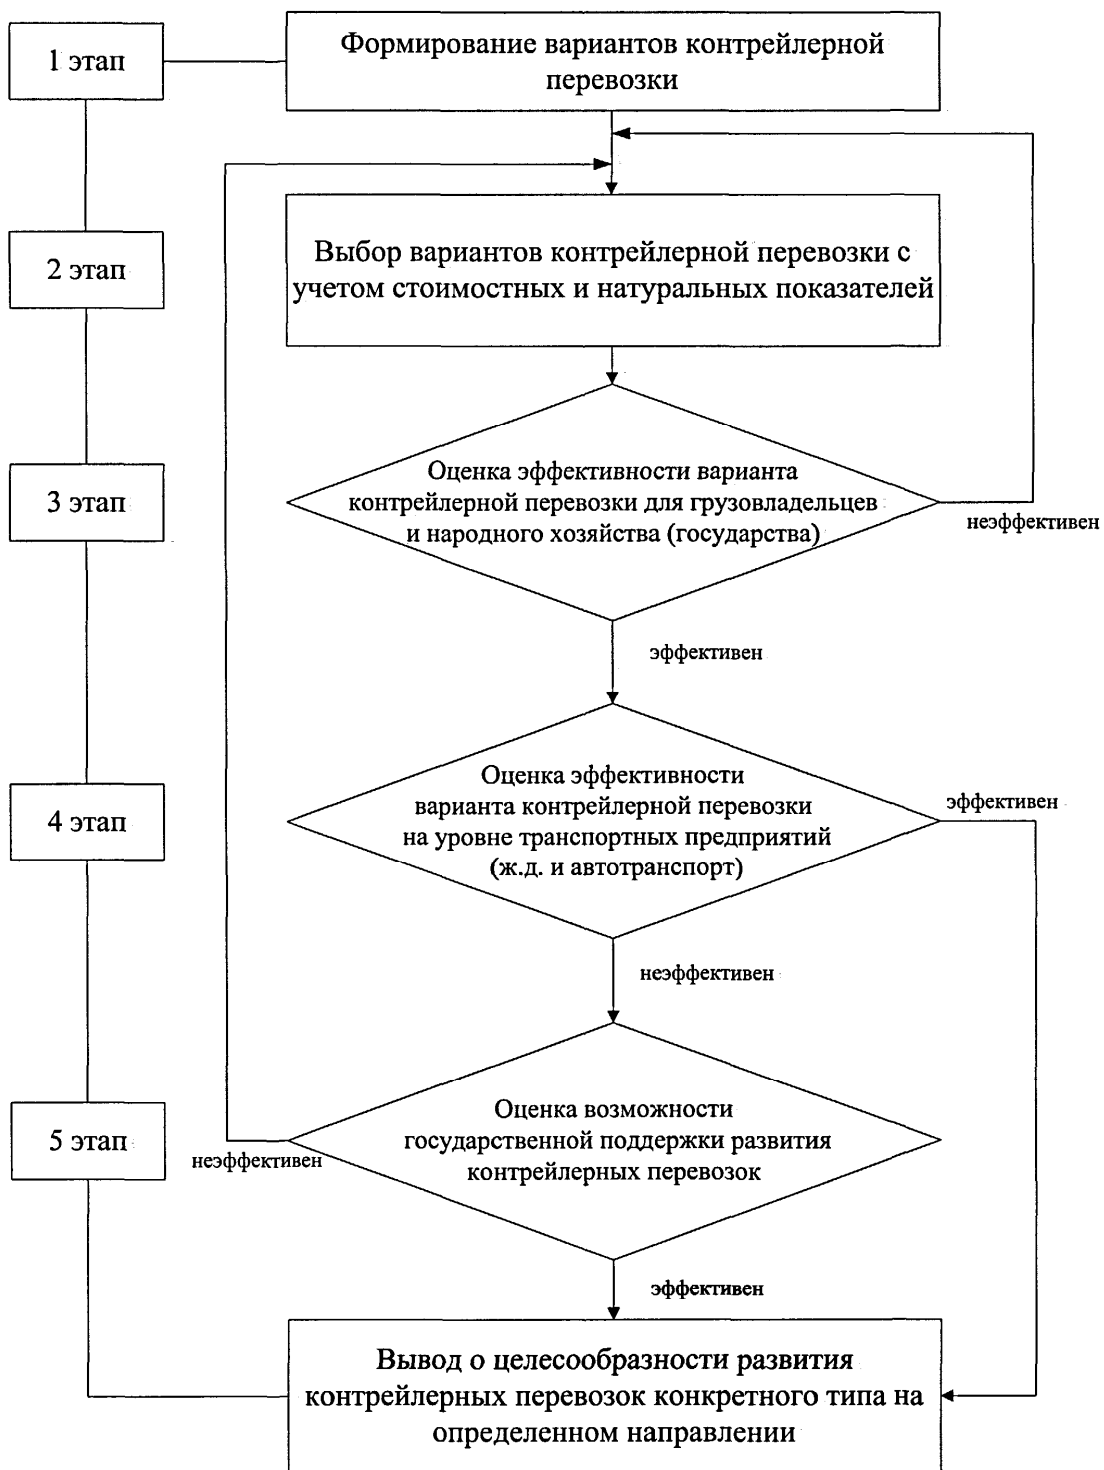 1 этап
Формирование вариантов контрейлерной
перевозки
2 этап
Выбор вариантов контрейлерной перевозки с
учетом стоимостных и натуральных показателей
3 этап
Оценка эффективности варианта
контрейлерной перевозки для грузовладельцев
и народного хозяйства (государства)
неэффективен
эффективен
4 этап
Оценка эффективности
варианта контрейлерной перевозки
на уровне транспортных предприятий
(ж.д. и автотранспорт)
эффективен
неэффективен
5 этап
Оценка возможности
государственной поддержки развития
контрейлерных перевозок
неэффективен
эффективен
Вывод о целесообразности развития
контрейлерных перевозок конкретного типа на
определенном направлении